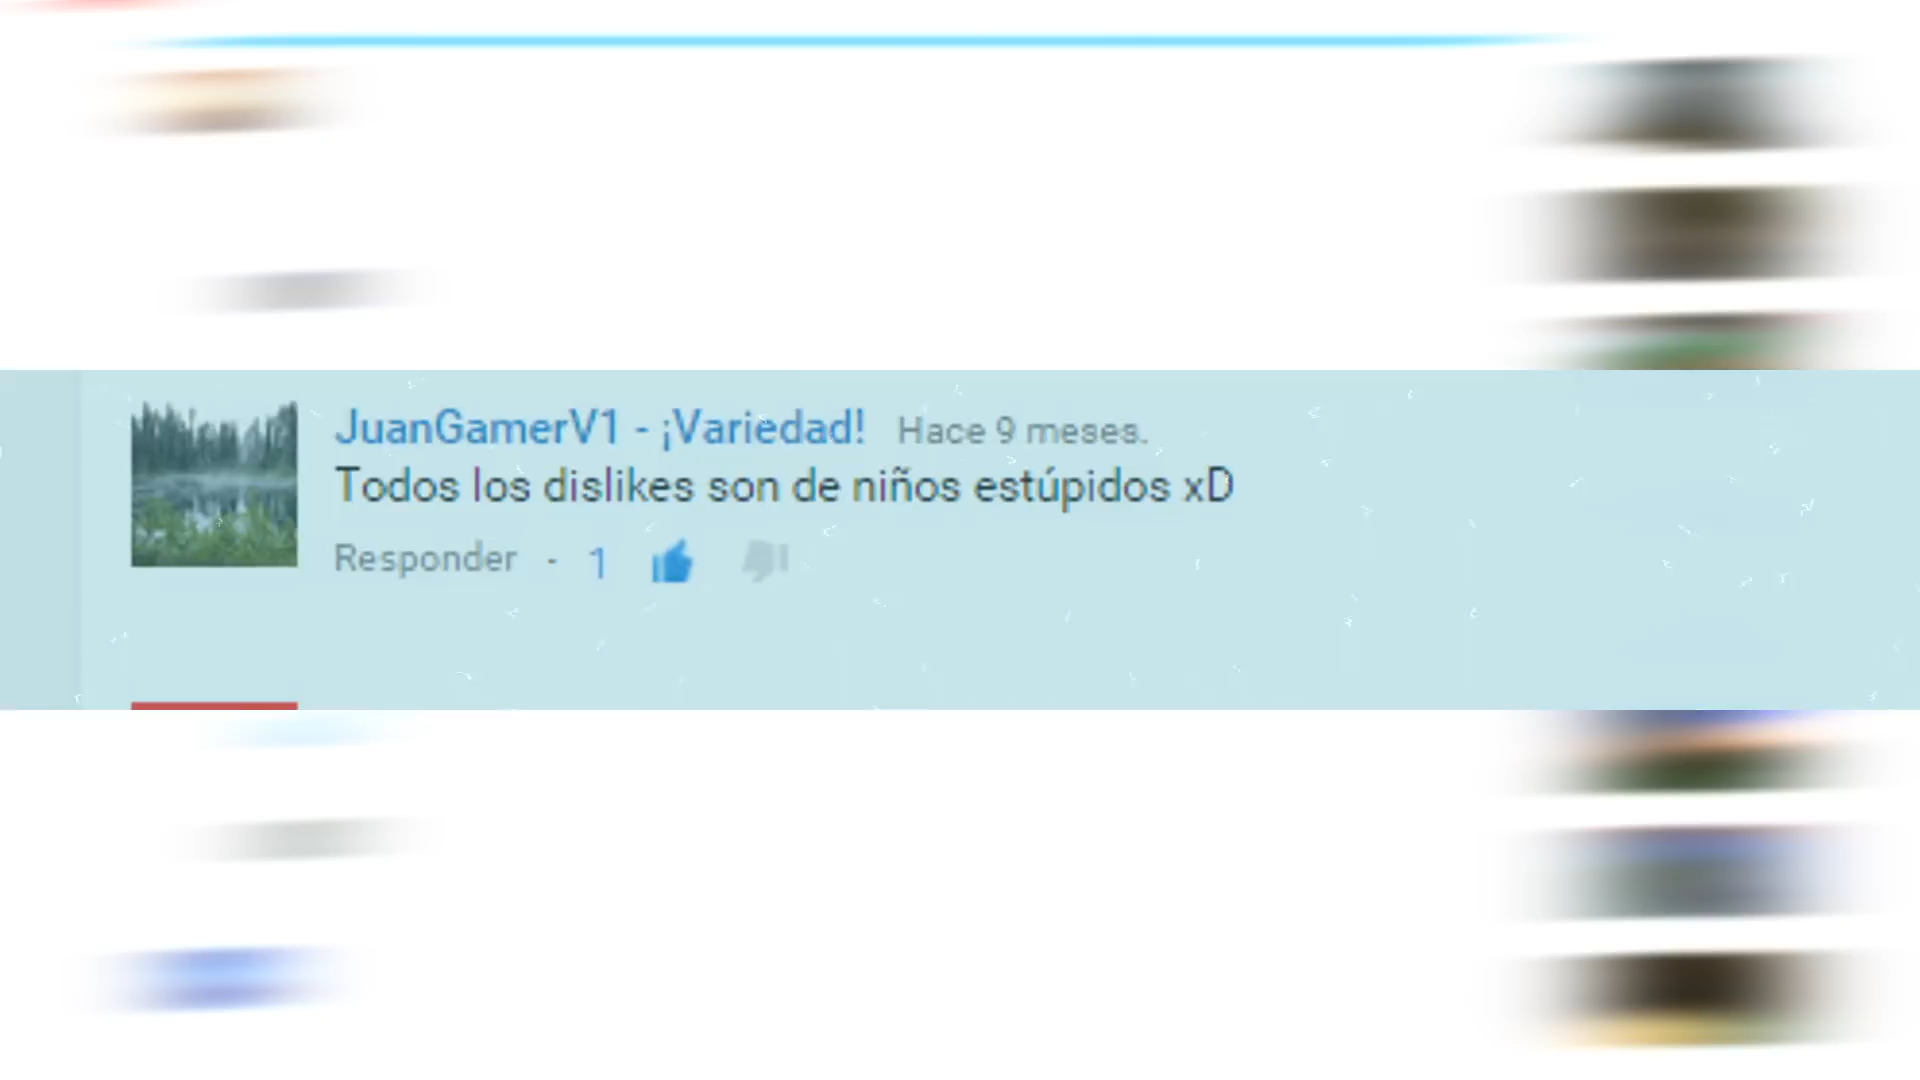 JuanGamerV1 - ¡Variedad! Hace 9 meses.
Todos los dislikes son de niños estúpidos xD
Responder - 1